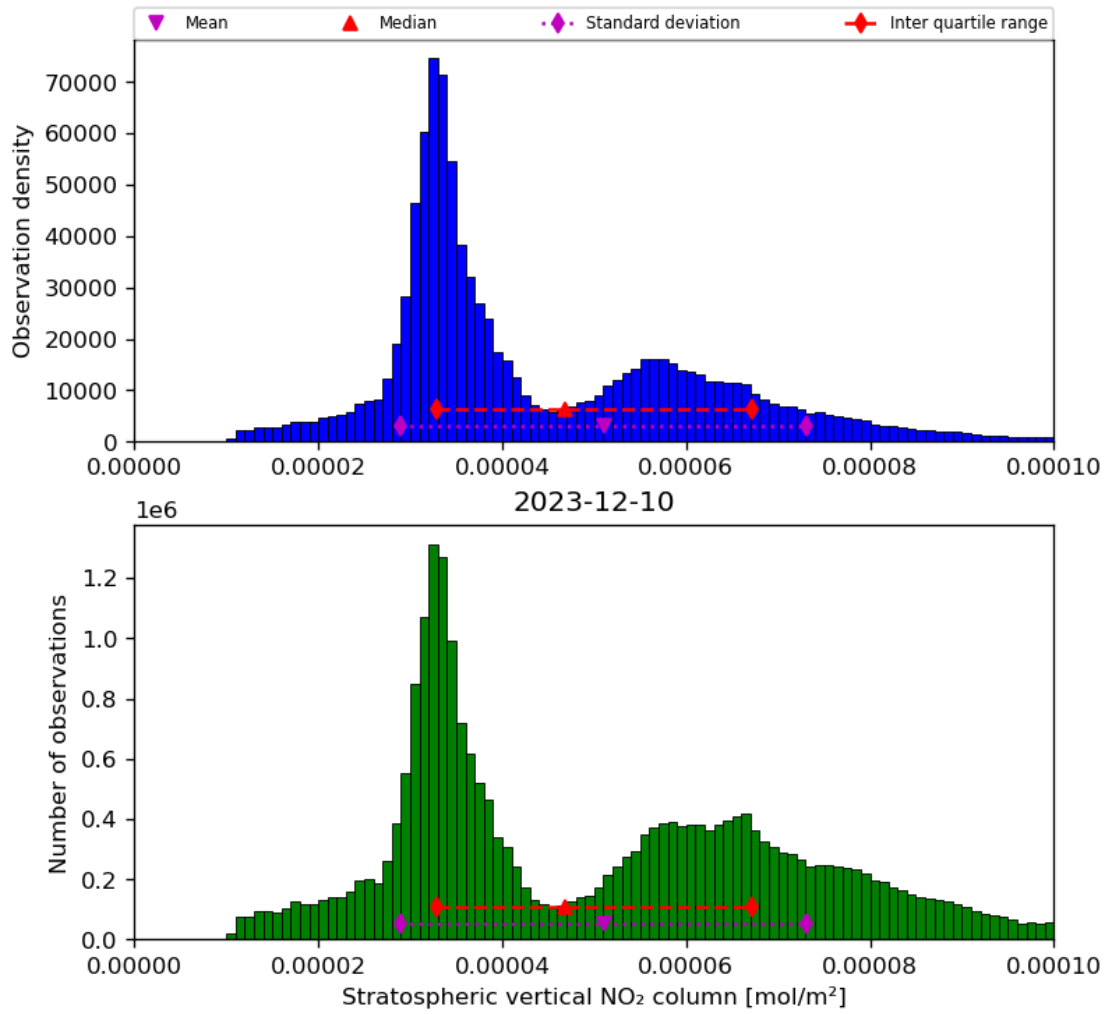 Mean Median Standard deviation Inter quartile range
70000
60000
50000
40000
30000
20000
10000
0
Observation density
0.00000 0.00002 0.00004 0.00006 0.00008 0.00010
2023-12-10
1e6
1.2
1.0
0.8
0.6
0.4
0.2
0.0
Number of observations
0.00000 0.00002 0.00004 0.00006 0.00008 0.00010
Stratospheric vertical NO₂ column [mol/m²]